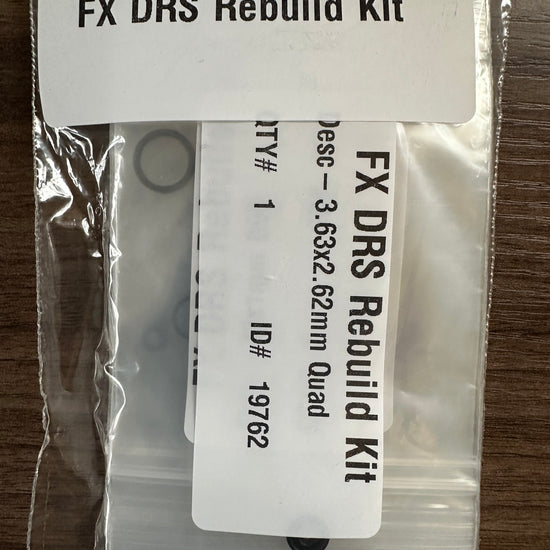 FX DRS Rebuild Kit
FX DRS Rebuild Kit
Desc – 3.63x2.62mm Quad
QTY# 1 ID# 19762